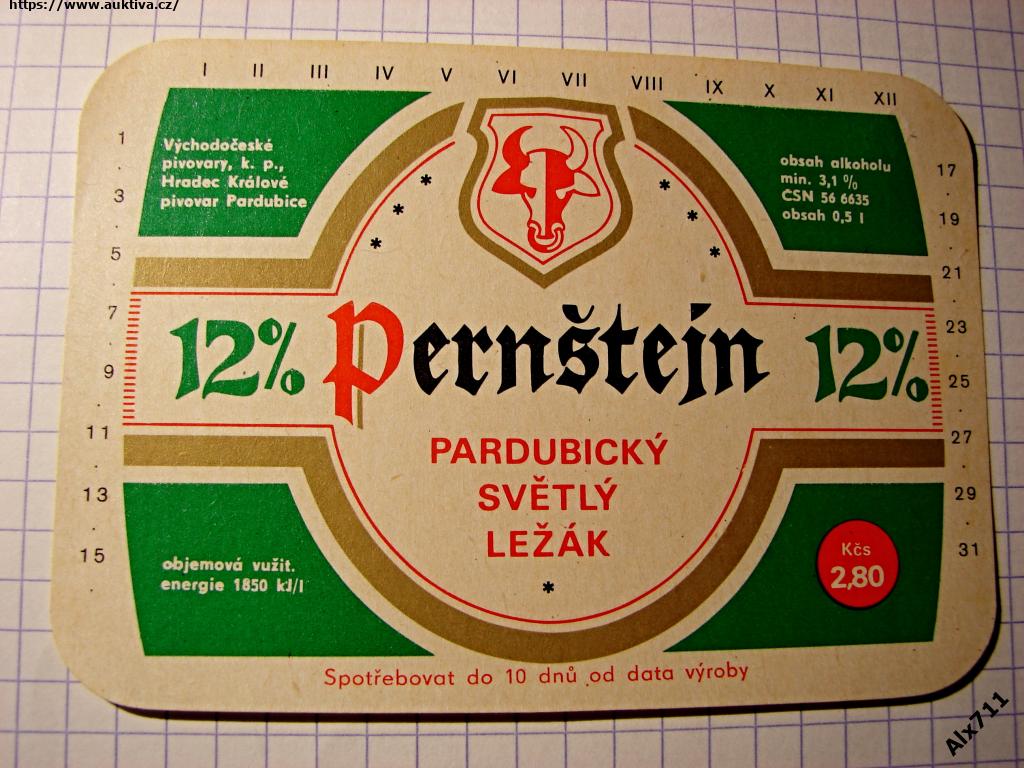 https://www.auktiva.cz/
I II III IV V VI VII VIII IX X XI XII
1
3
5
7
9
11
13
15
Východočeské
pivovary, k. p.,
Hradec Králové
pivovar Pardubice
obsah alkoholu
min. 3,1 %
ČSN 56 6635
obsah 0,5 l
17
19
21
23
25
27
29
31
12% Pernštejn 12%
PARDUBICKÝ
SVĚTLÝ
LEŽÁK
objemová vužit.
energie 1850 kJ/l
Kčs
2,80
Spotřebovat do 10 dnů od data výroby
Alx711